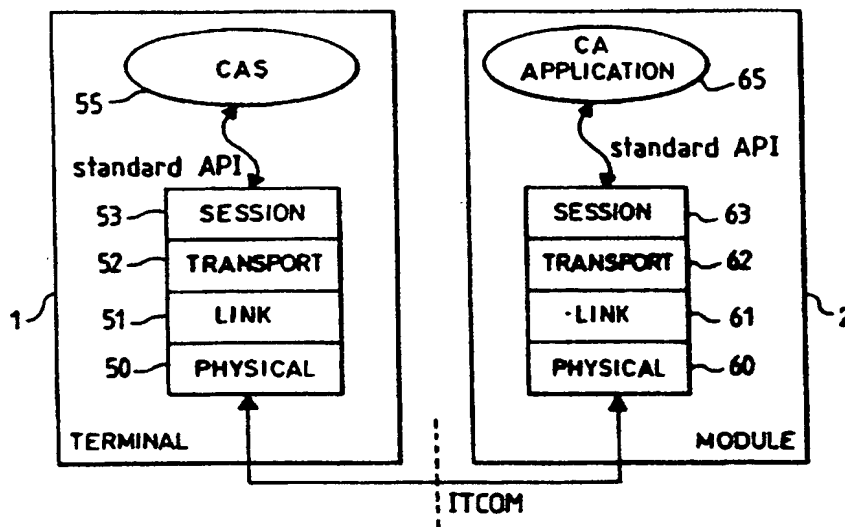 CAS
55
standard API
53
SESSION
52
TRANSPORT
51
LINK
50
PHYSICAL
1
TERMINAL
CA
APPLICATION
65
standard API
SESSION
63
TRANSPORT
62
LINK
61
PHYSICAL
60
2
MODULE
ITCOM